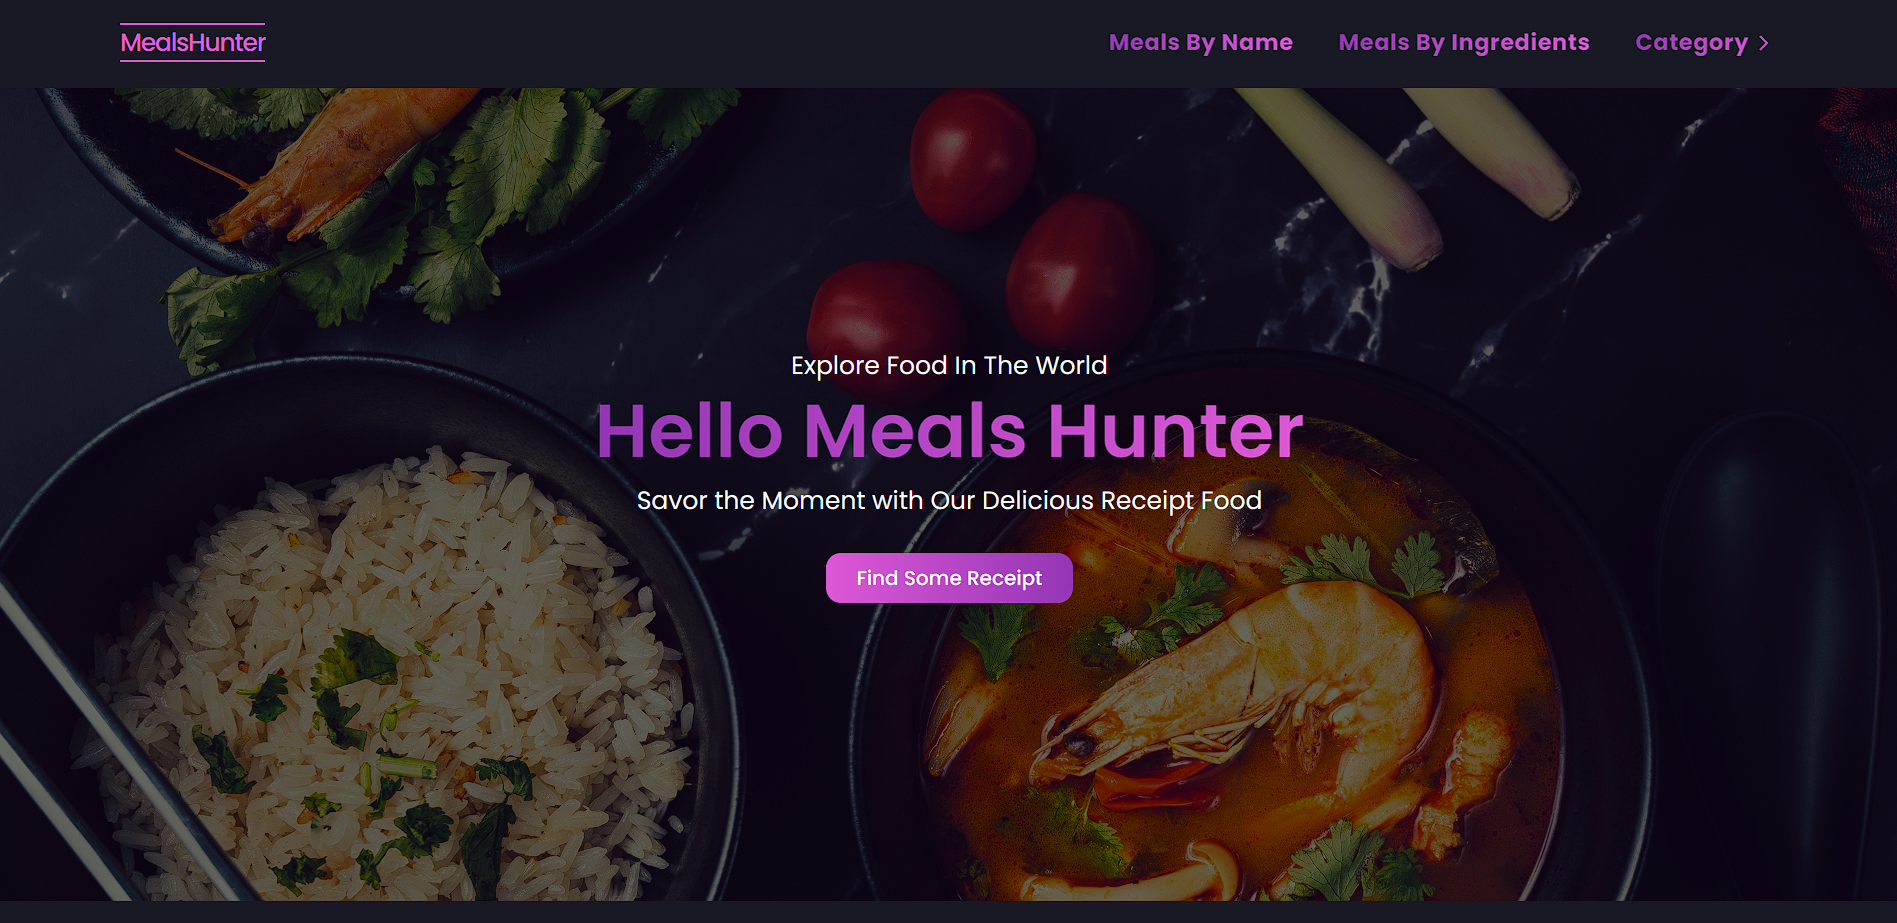 MealsHunter
Meals By Name
Meals By Ingredients
Category
Explore Food In The World
Hello Meals Hunter
Savor the Moment with Our Delicious Receipt Food
Find Some Receipt